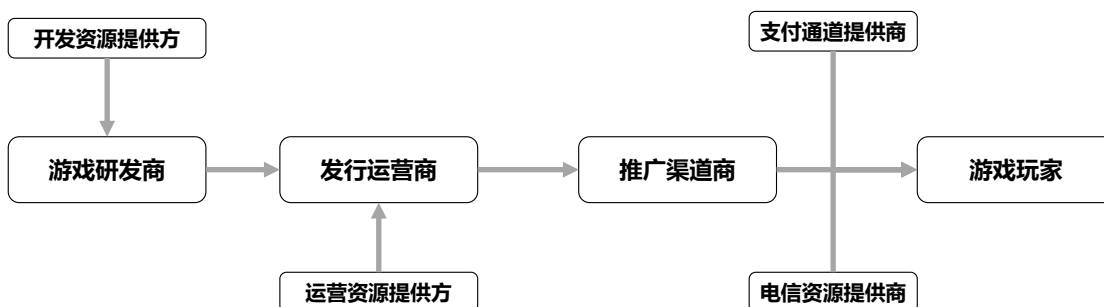 开发资源提供方
支付通道提供商
游戏研发商
发行运营商
推广渠道商
游戏玩家
运营资源提供方
电信资源提供商